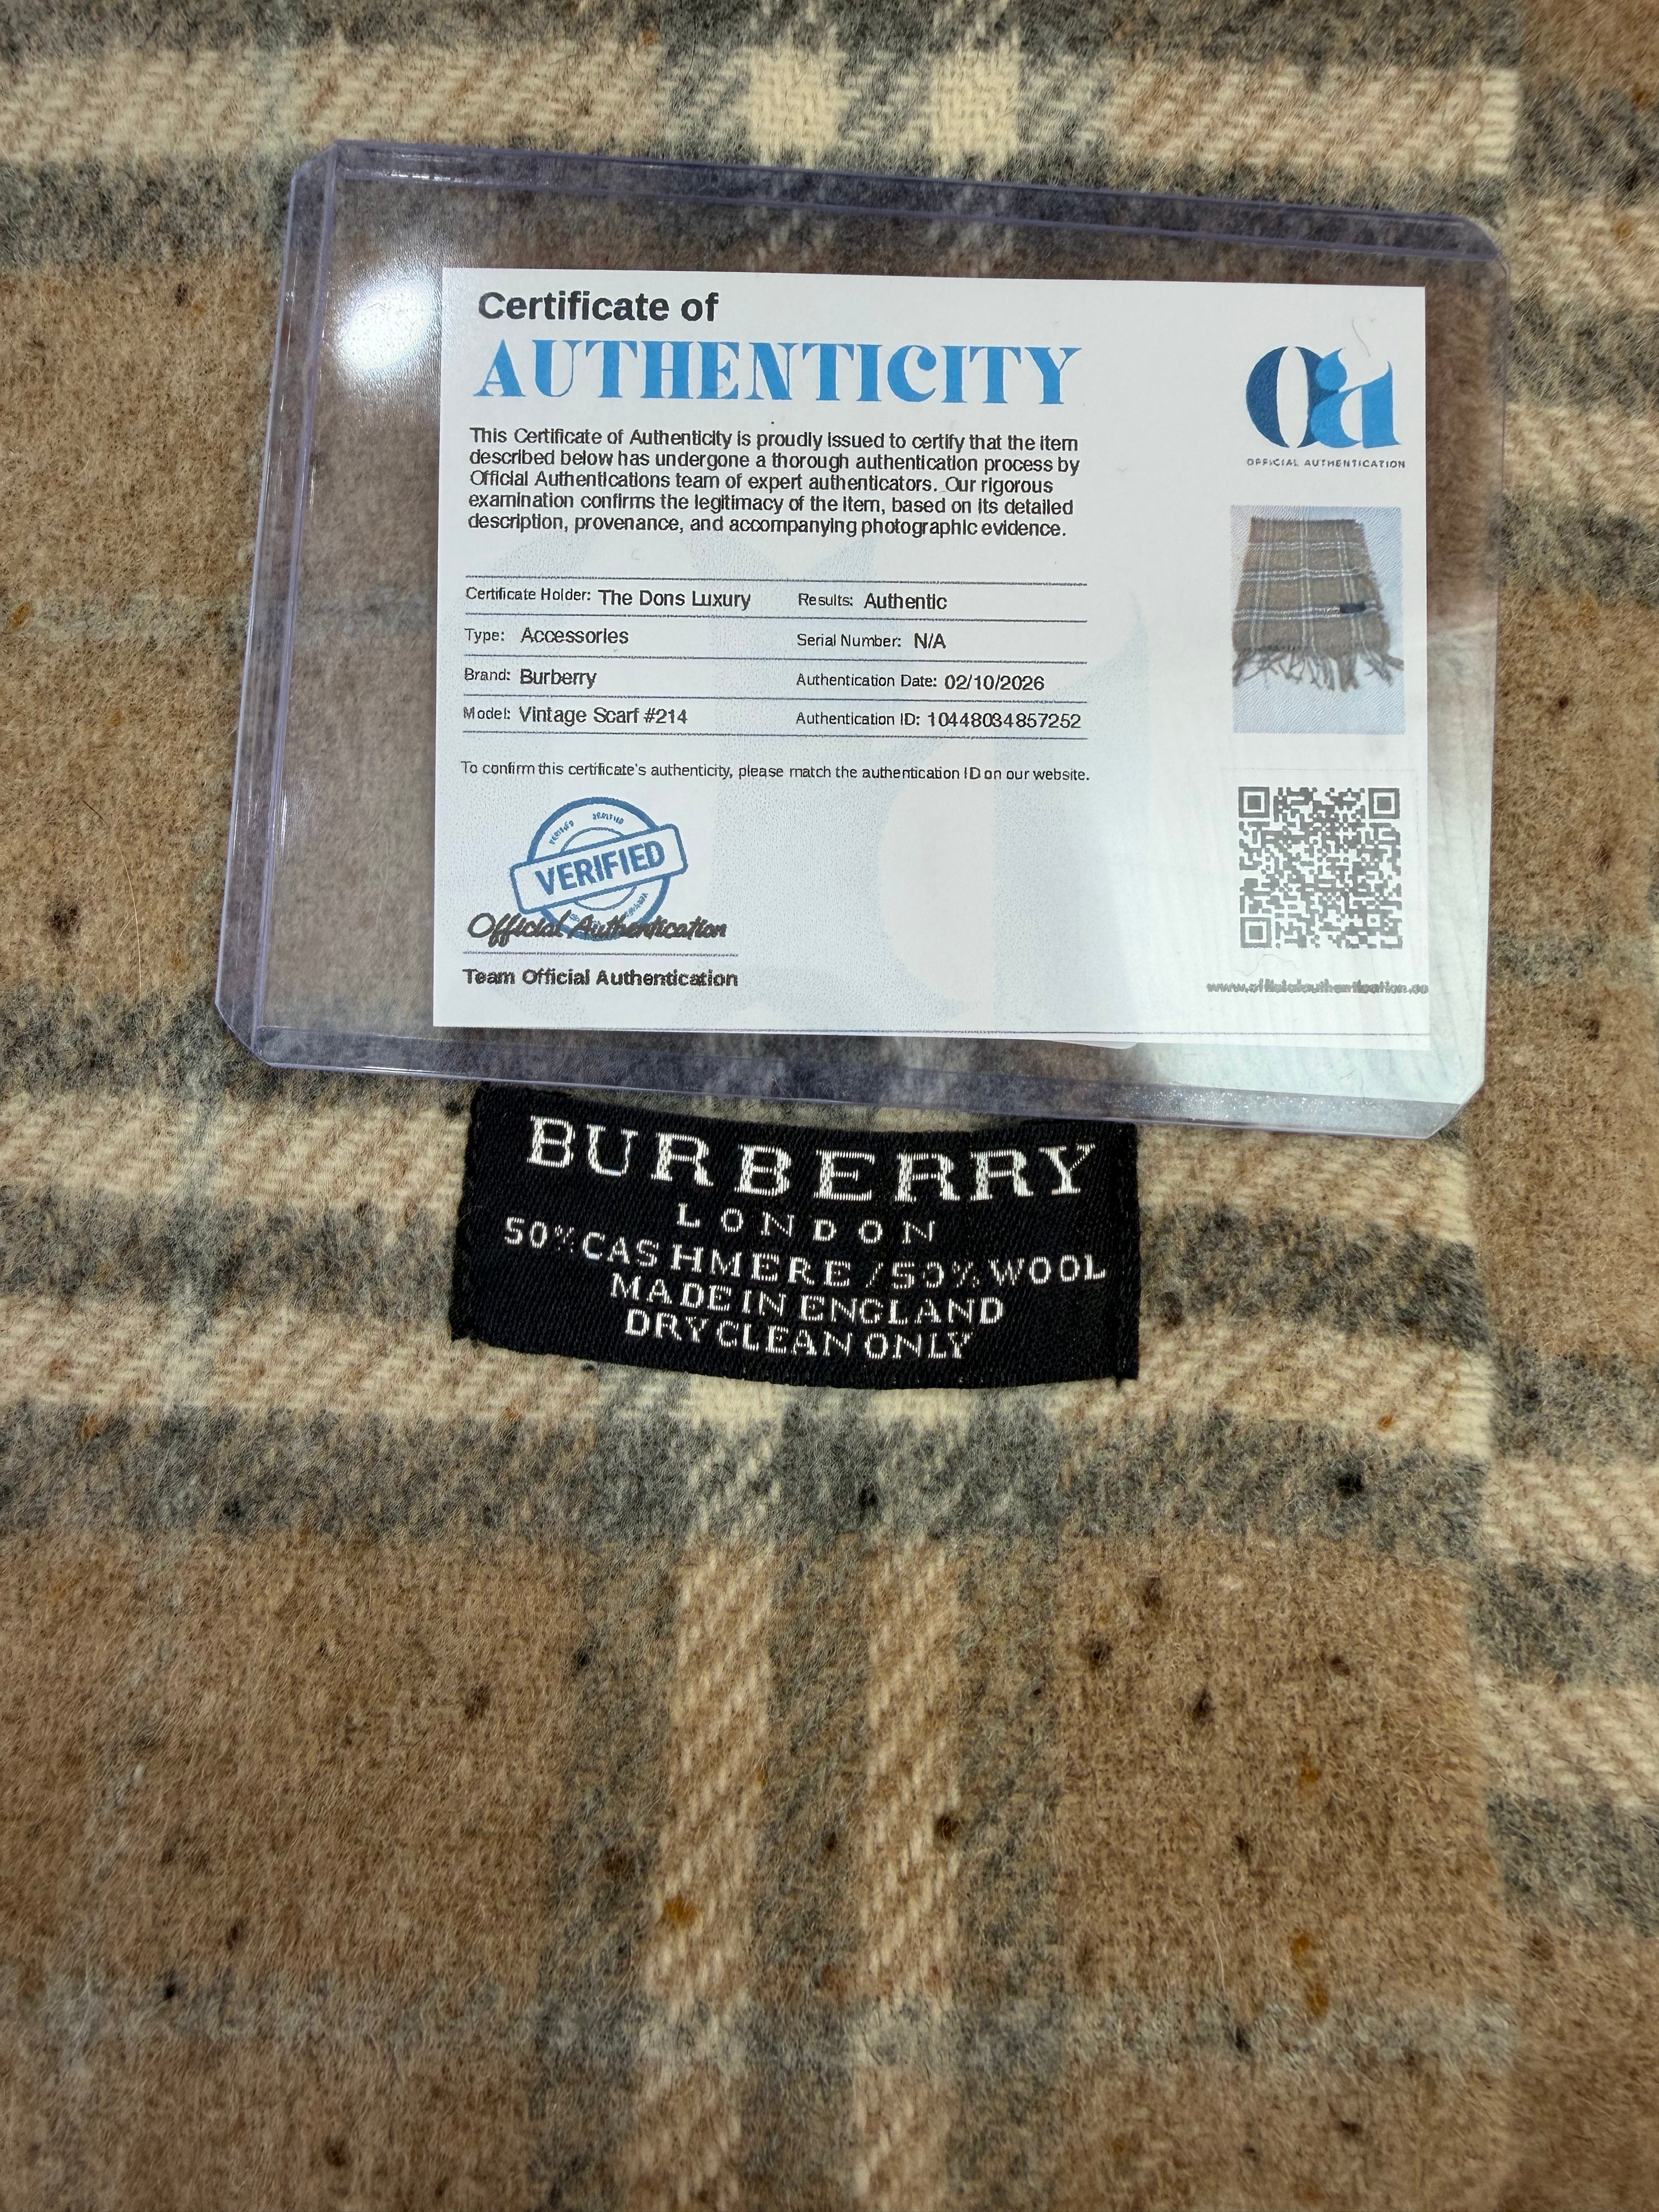 Certificate of
AUTHENTICITY
Oa
OFFICIAL AUTHENTICATION
This Certificate of Authenticity is proudly issued to certify that the item
described below has undergone a thorough authentication process by
Official Authentications team of expert authenticators. Our rigorous
examination confirms the legitimacy of the item, based on its detailed
description, provenance, and accompanying photographic evidence.
Certificate Holder: The Dons Luxury Results: Authentic
Type: Accessories Serial Number: N/A
Brand: Burberry Authentication Date: 02/10/2026
Model: Vintage Scarf #214 Authentication ID: 10448034857252
To confirm this certificate's authenticity, please match the authentication ID on our website.
VERIFIED VERIFIED
VERIFIED
Official Authentication
Team Official Authentication
BURBERRY
LONDON
50% CASHMERE / 50% WOOL
MADE IN ENGLAND
DRY CLEAN ONLY